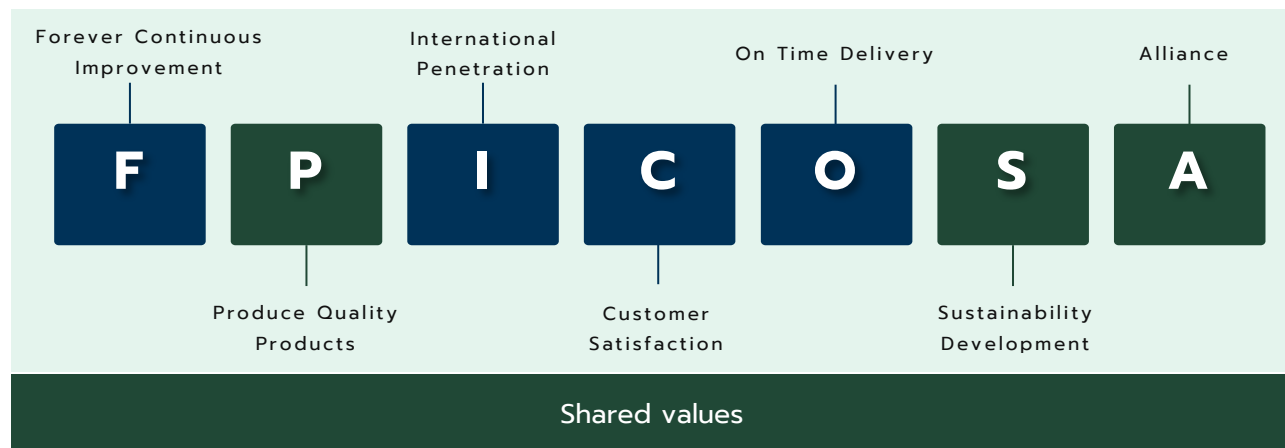 Forever Continuous
Improvement
International
Penetration
On Time Delivery
Alliance
F P I C O S A
Produce Quality
Products
Customer
Satisfaction
Sustainability
Development
Shared values